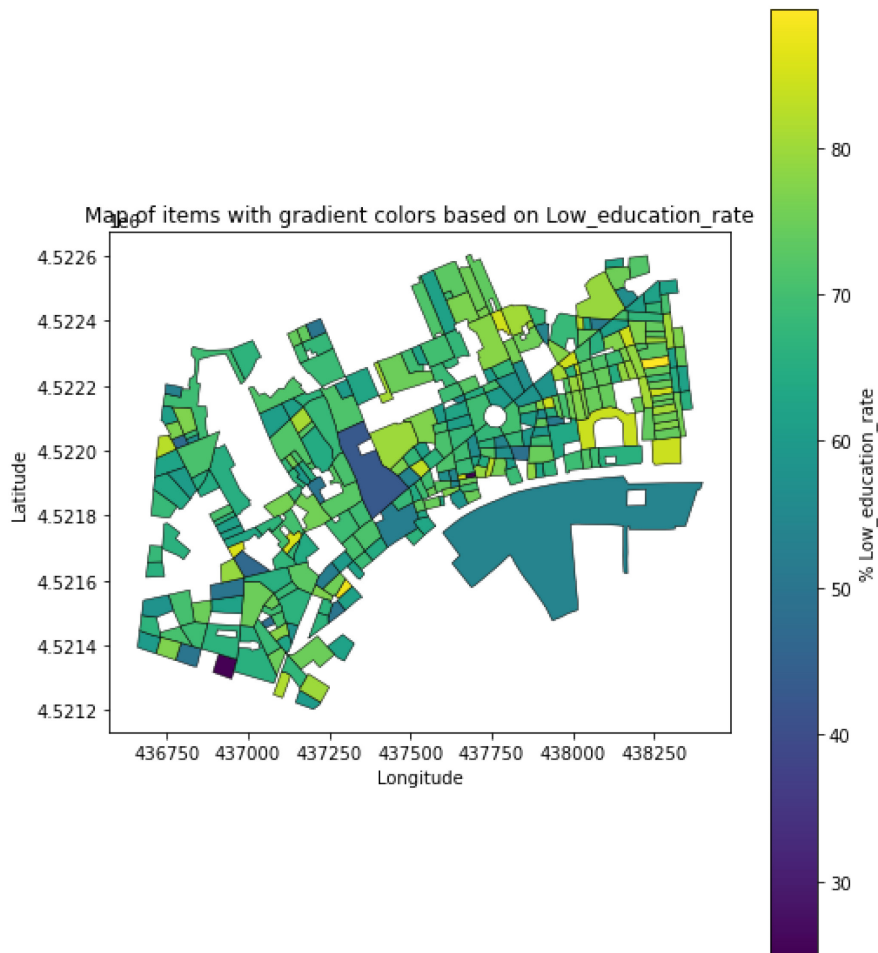 Map of items with gradient colors based on Low_education_rate
1e6
4.5226
4.5224
4.5222
4.5220
4.5218
4.5216
4.5214
4.5212
Latitude
436750 437000 437250 437500 437750 438000 438250
Longitude
80
70
60
50
40
30
% Low_education_rate